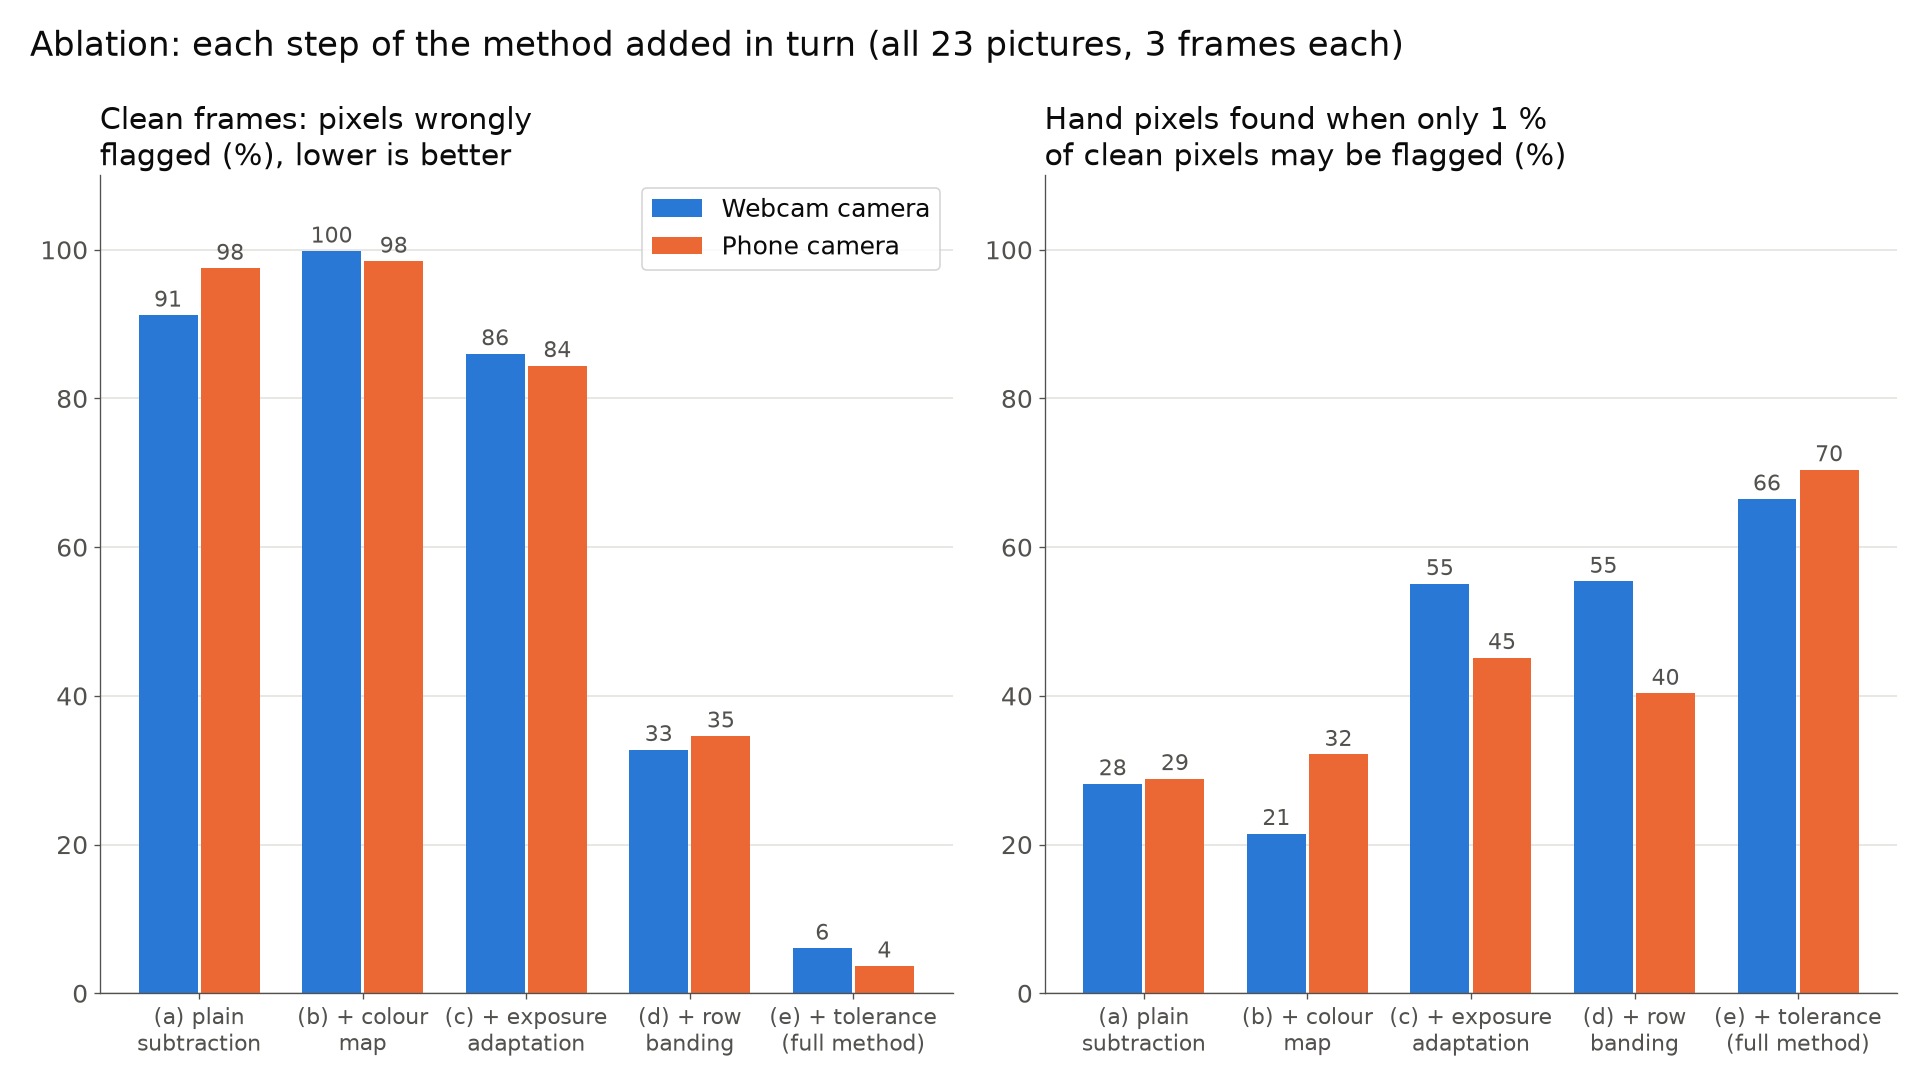 Ablation: each step of the method added in turn (all 23 pictures, 3 frames each)
Clean frames: pixels wrongly
flagged (%), lower is better
Webcam camera
Phone camera
100
80
60
40
20
0
91
98
100
98
86
84
33
35
6
4
(a) plain
subtraction
(b) + colour
map
(c) + exposure
adaptation
(d) + row
banding
(e) + tolerance
(full method)
Hand pixels found when only 1 %
of clean pixels may be flagged (%)
100
80
60
40
20
0
28
29
21
32
55
45
55
40
66
70
(a) plain
subtraction
(b) + colour
map
(c) + exposure
adaptation
(d) + row
banding
(e) + tolerance
(full method)